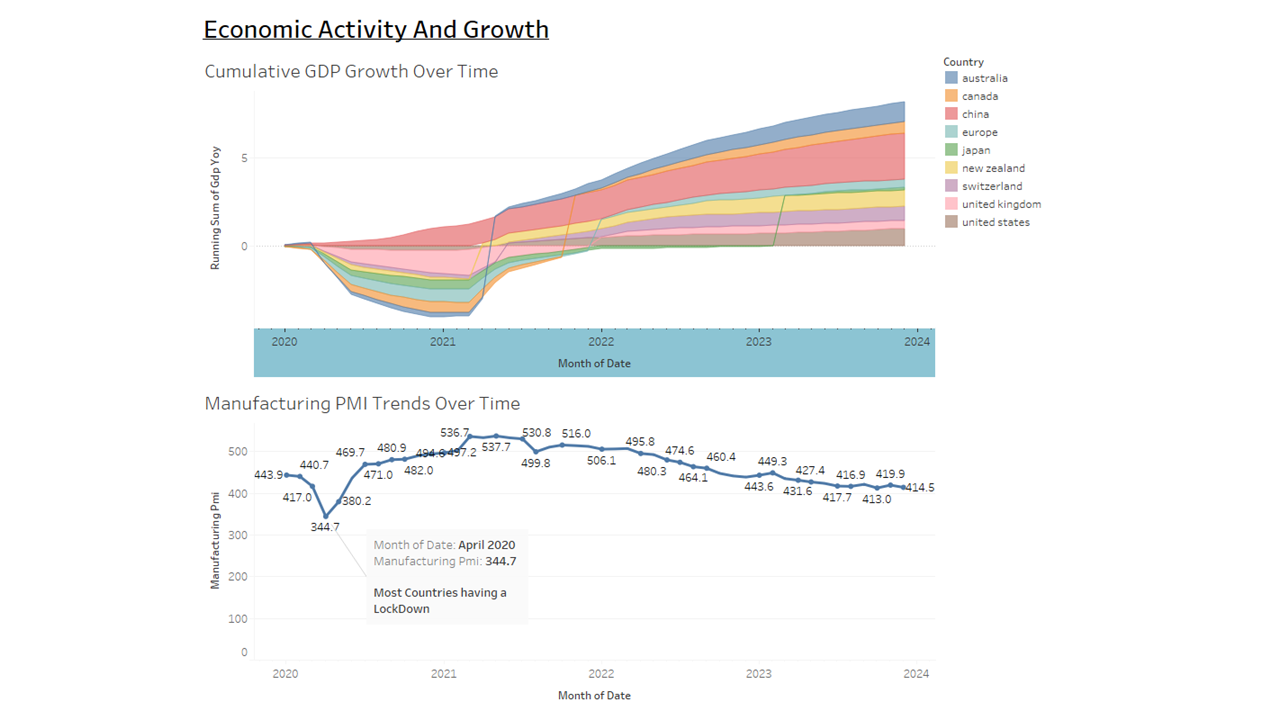 Economic Activity And Growth
Cumulative GDP Growth Over Time
Country
australia
canada
china
europe
japan
new zealand
switzerland
united kingdom
united states
Running Sum of Gdp Yoy
5
0
2020 2021 2022 2023 2024
Month of Date
Manufacturing PMI Trends Over Time
Manufacturing Pmi
500
400
300
200
100
0
443.9
440.7
417.0
344.7
380.2
469.7
471.0
480.9
482.0
494.8
497.2
536.7
537.7
530.8
499.8
516.0
506.1
495.8
480.3
474.6
464.1
460.4
443.6
449.3
431.6
427.4
417.7
416.9
413.0
419.9
414.5
Month of Date: April 2020
Manufacturing Pmi: 344.7
Most Countries having a
LockDown
2020 2021 2022 2023 2024
Month of Date